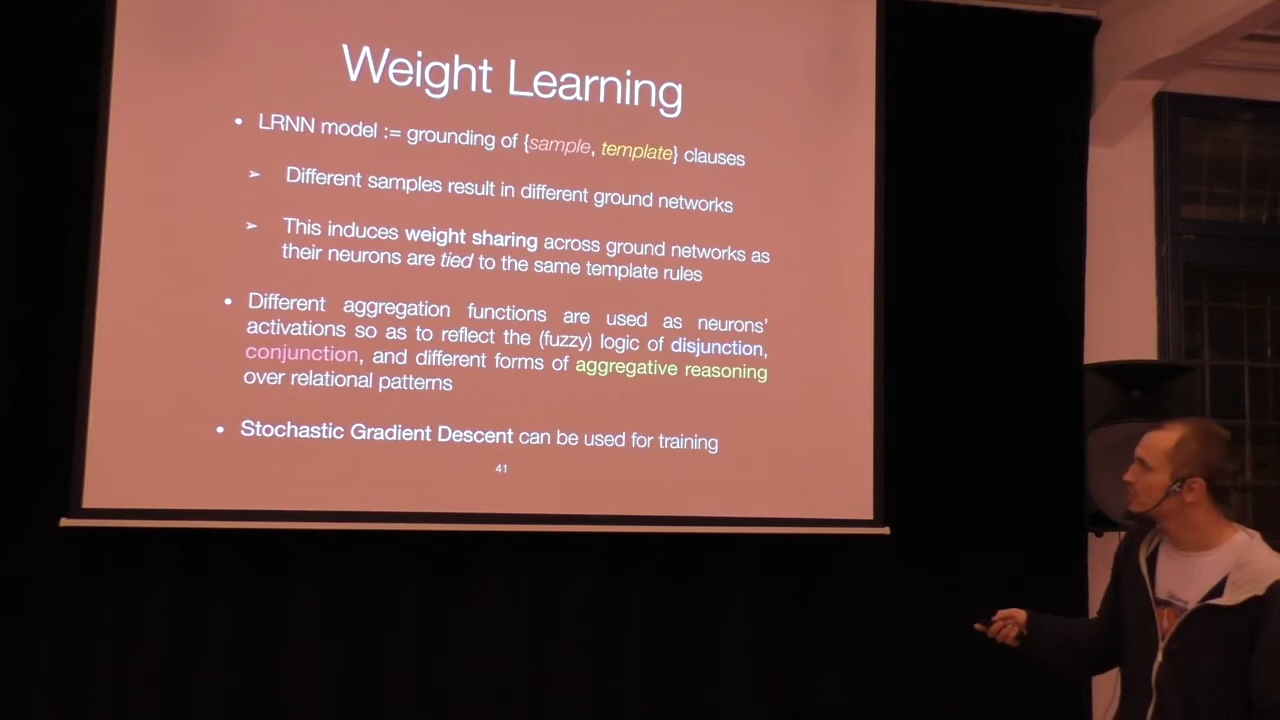 Weight Learning
• LRNN model := grounding of {sample, template} clauses
➢ Different samples result in different ground networks
➢ This induces weight sharing across ground networks as
their neurons are tied to the same template rules
• Different aggregation functions are used as neurons'
activations so as to reflect the (fuzzy) logic of disjunction,
conjunction, and different forms of aggregative reasoning
over relational patterns
• Stochastic Gradient Descent can be used for training
41